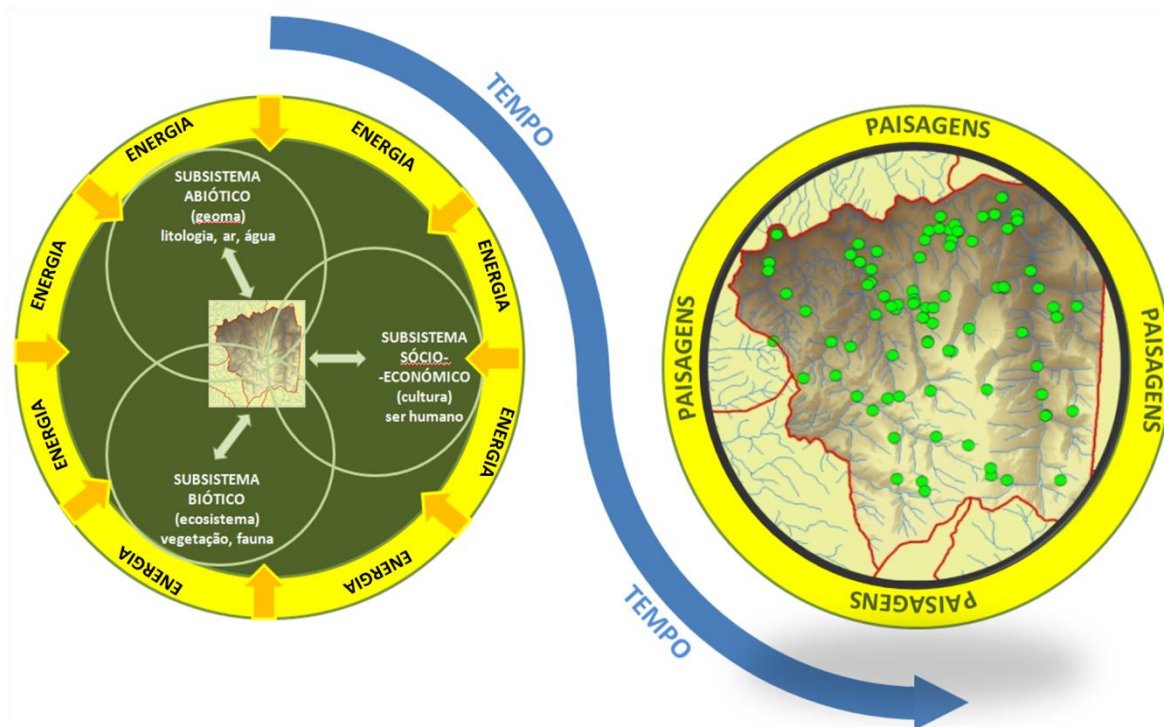 ENERGIA
ENERGIA
ENERGIA
ENERGIA
ENERGIA
ENERGIA
ENERGIA
ENERGIA
SUBSISTEMA
ABIÓTICO
(geoma)
litologia, ar, água
SUBSISTEMA
SÓCIO-
-ECONÓMICO
(cultura)
ser humano
SUBSISTEMA
BIÓTICO
(ecosistema)
vegetação, fauna
TEMPO
TEMPO
PAISAGENS
PAISAGENS
PAISAGENS
PAISAGENS